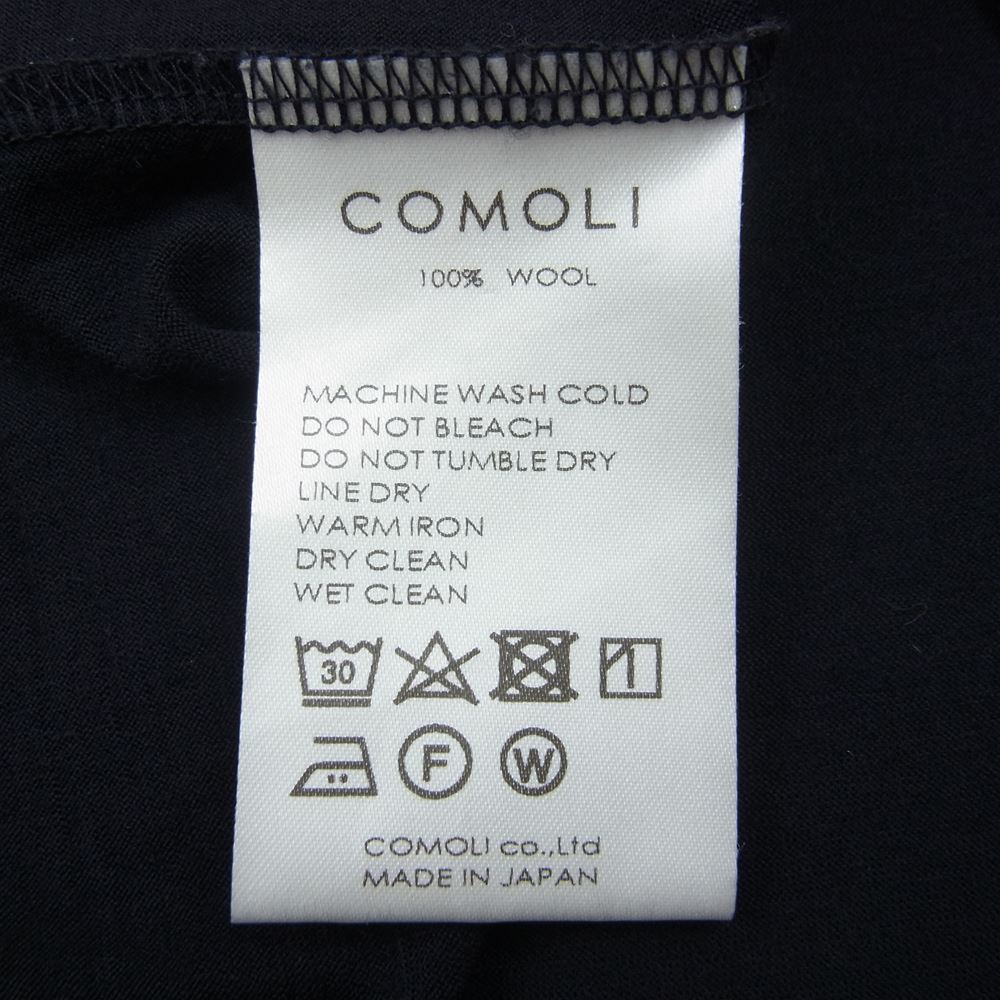 COMOLI
100% WOOL
MACHINE WASH COLD
DO NOT BLEACH
DO NOT TUMBLE DRY
LINE DRY
WARM IRON
DRY CLEAN
WET CLEAN
30
F W
COMOLI co.,Ltd
MADE IN JAPAN